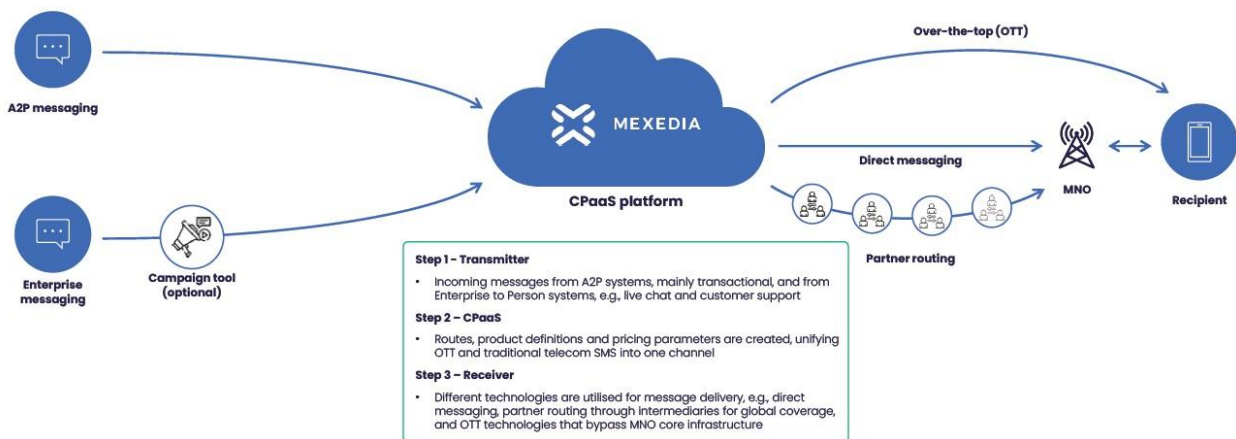 Over-the-top (OTT)
A2P messaging
MEXEDIA
CPaaS platform
Direct messaging
MNO
Recipient
Enterprise
messaging
Campaign tool
(optional)
Partner routing
Step 1 - Transmitter
• Incoming messages from A2P systems, mainly transactional, and from
Enterprise to Person systems, e.g., live chat and customer support
Step 2 – CPaaS
• Routes, product definitions and pricing parameters are created, unifying
OTT and traditional telecom SMS into one channel
Step 3 – Receiver
• Different technologies are utilised for message delivery, e.g., direct
messaging, partner routing through intermediaries for global coverage,
and OTT technologies that bypass MNO core infrastructure